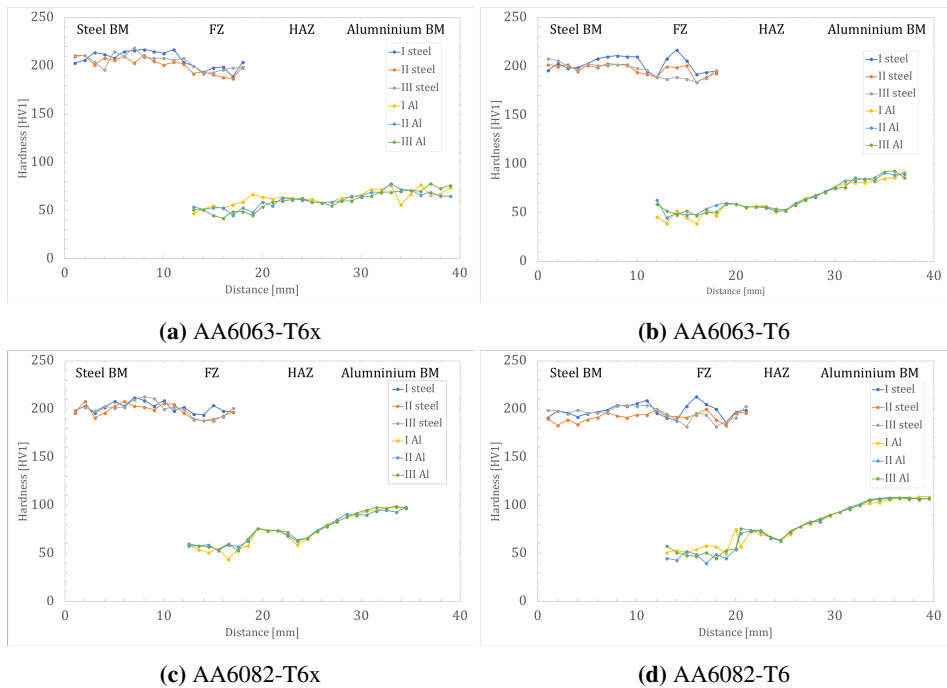 250
200
150
100
50
0
Hardness [HV1]
Steel BM FZ HAZ Alumninium BM
I steel
II steel
III steel
I Al
II Al
III Al
0 10 20 30 40
Distance [mm]
(a) AA6063-T6x
250
200
150
100
50
0
Hardness [HV1]
Steel BM FZ HAZ Alumninium BM
I steel
II steel
III steel
I Al
II Al
III Al
0 10 20 30 40
Distance [mm]
(b) AA6063-T6
250
200
150
100
50
0
Hardness [HV1]
Steel BM FZ HAZ Alumninium BM
I steel
II steel
III steel
I Al
II Al
III Al
0 10 20 30 40
Distance [mm]
(c) AA6082-T6x
250
200
150
100
50
0
Hardness [HV1]
Steel BM FZ HAZ Alumninium BM
I steel
II steel
III steel
I Al
II Al
III Al
0 10 20 30 40
Distance [mm]
(d) AA6082-T6